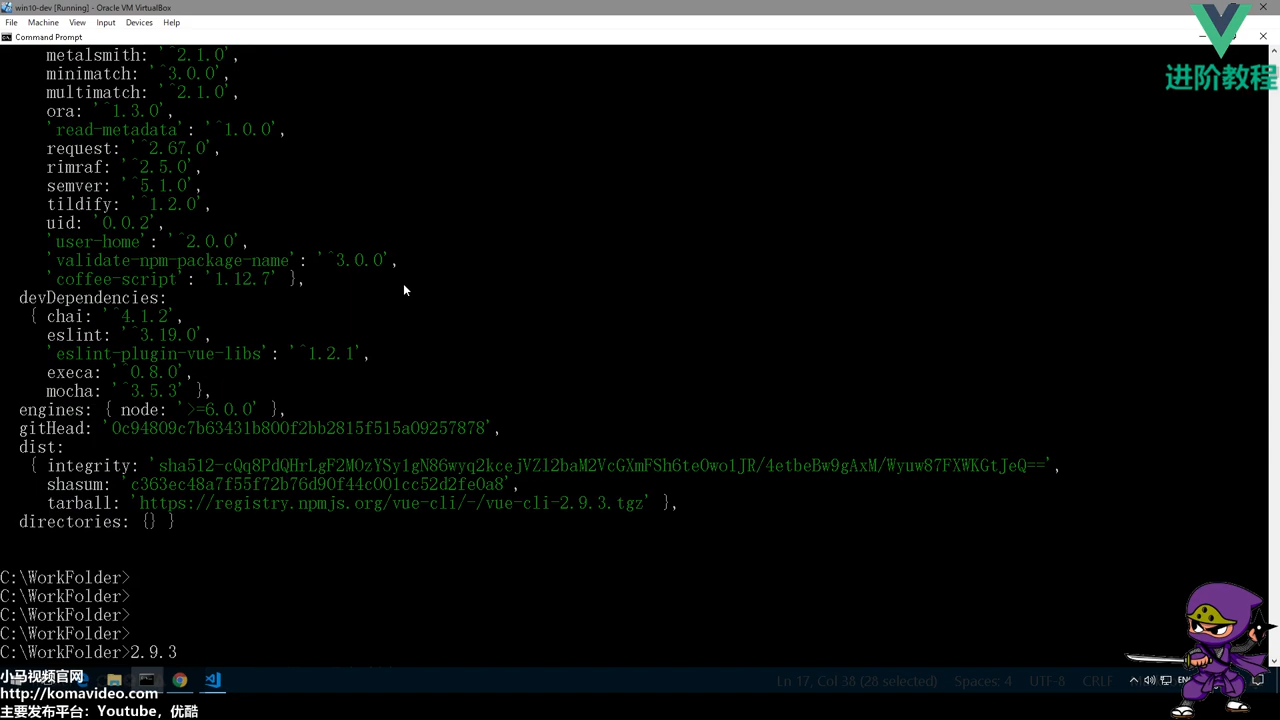 win10-dev [Running] - Oracle VM VirtualBox
File Machine View Input Devices Help
Command Prompt
进阶教程
metalsmith: '^2.1.0',
minimatch: '^3.0.0',
multimatch: '^2.1.0',
ora: '^1.3.0',
'read-metadata': '^1.0.0',
request: '^2.67.0',
rimraf: '^2.5.0',
semver: '^5.1.0',
tildify: '^1.2.0',
uid: '0.0.2',
'user-home': '^2.0.0',
'validate-npm-package-name': '^3.0.0',
'coffee-script': '1.12.7' },
devDependencies:
{ chai: '^4.1.2',
eslint: '^3.19.0',
'eslint-plugin-vue-libs': '^1.2.1',
execa: '^0.8.0',
mocha: '^3.5.3' },
engines: { node: '>=6.0.0' },
gitHead: '0c94809c7b63431b800f2bb2815f515a09257878',
dist:
{ integrity: 'sha512-cQq8PdQHrLgF2MOzYSy1gN86wyq2kcejVZl2baM2VcGXmFSh6teOwo1JR/4etbeBw9gAxM/Wyuw87FXWKGtJeQ==',
shasum: 'c363ec48a7f55f72b76d90f44c001cc52d2fe0a8',
tarball: 'https://registry.npmjs.org/vue-cli/-/vue-cli-2.9.3.tgz' },
directories: {} }
C:\WorkFolder>
C:\WorkFolder>
C:\WorkFolder>
C:\WorkFolder>
C:\WorkFolder>2.9.3
小马视频官网
http://komavideo.com
主要发布平台：Youtube，优酷
Ln 17, Col 38 (28 selected) Spaces: 4 UTF-8 CRLF
ENG